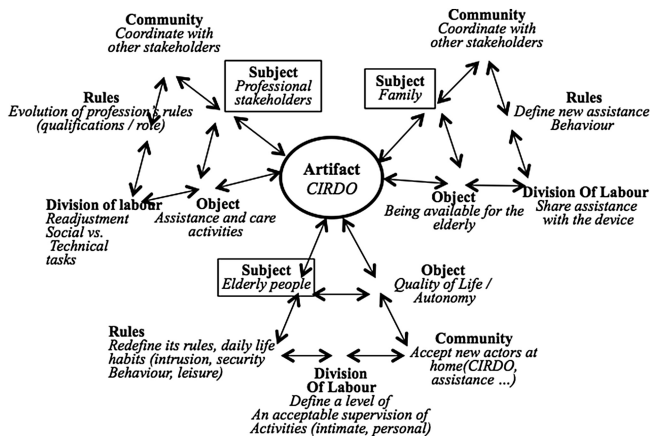 Community
Coordinate with
other stakeholders
Subject
Professional
stakeholders
Rules
Evolution of profession's rules
(qualifications / role)
Division of labour
Readjustment
Social vs.
Technical
tasks
Object
Assistance and care
activities
Artifact
CIRDO
Community
Coordinate with
other stakeholders
Subject
Family
Rules
Define new assistance
Behaviour
Object
Being available for the
elderly
Division Of Labour
Share assistance
with the device
Subject
Elderly people
Object
Quality of Life /
Autonomy
Rules
Redefine its rules, daily life
habits (intrusion, security
Behaviour, leisure)
Division
Of Labour
Define a level of
An acceptable supervision of
Activities (intimate, personal)
Community
Accept new actors at
home(CIRDO,
assistance ...)